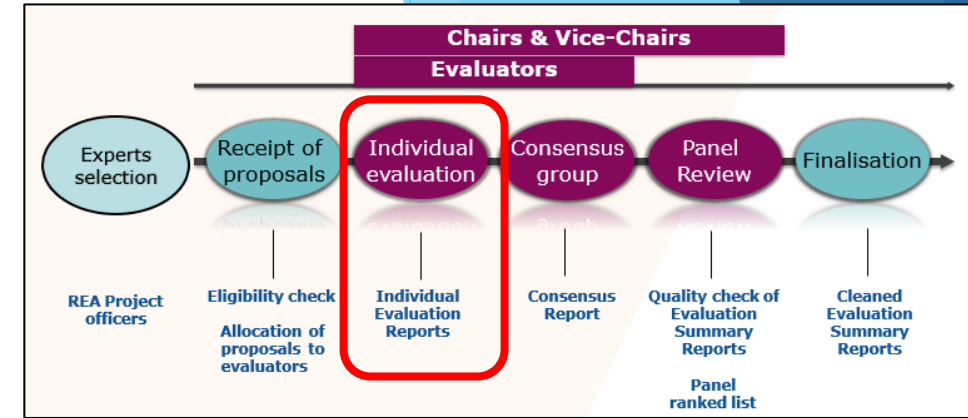 Chairs & Vice-Chairs
Evaluators
Experts
selection
Receipt of
proposals
Individual
evaluation
Consensus
group
Panel
Review
Finalisation
REA Project
officers
Eligibility check
Allocation of
proposals to
evaluators
Individual
Evaluation
Reports
Consensus
Report
Quality check of
Evaluation
Summary
Reports
Panel
ranked list
Cleaned
Evaluation
Summary
Reports